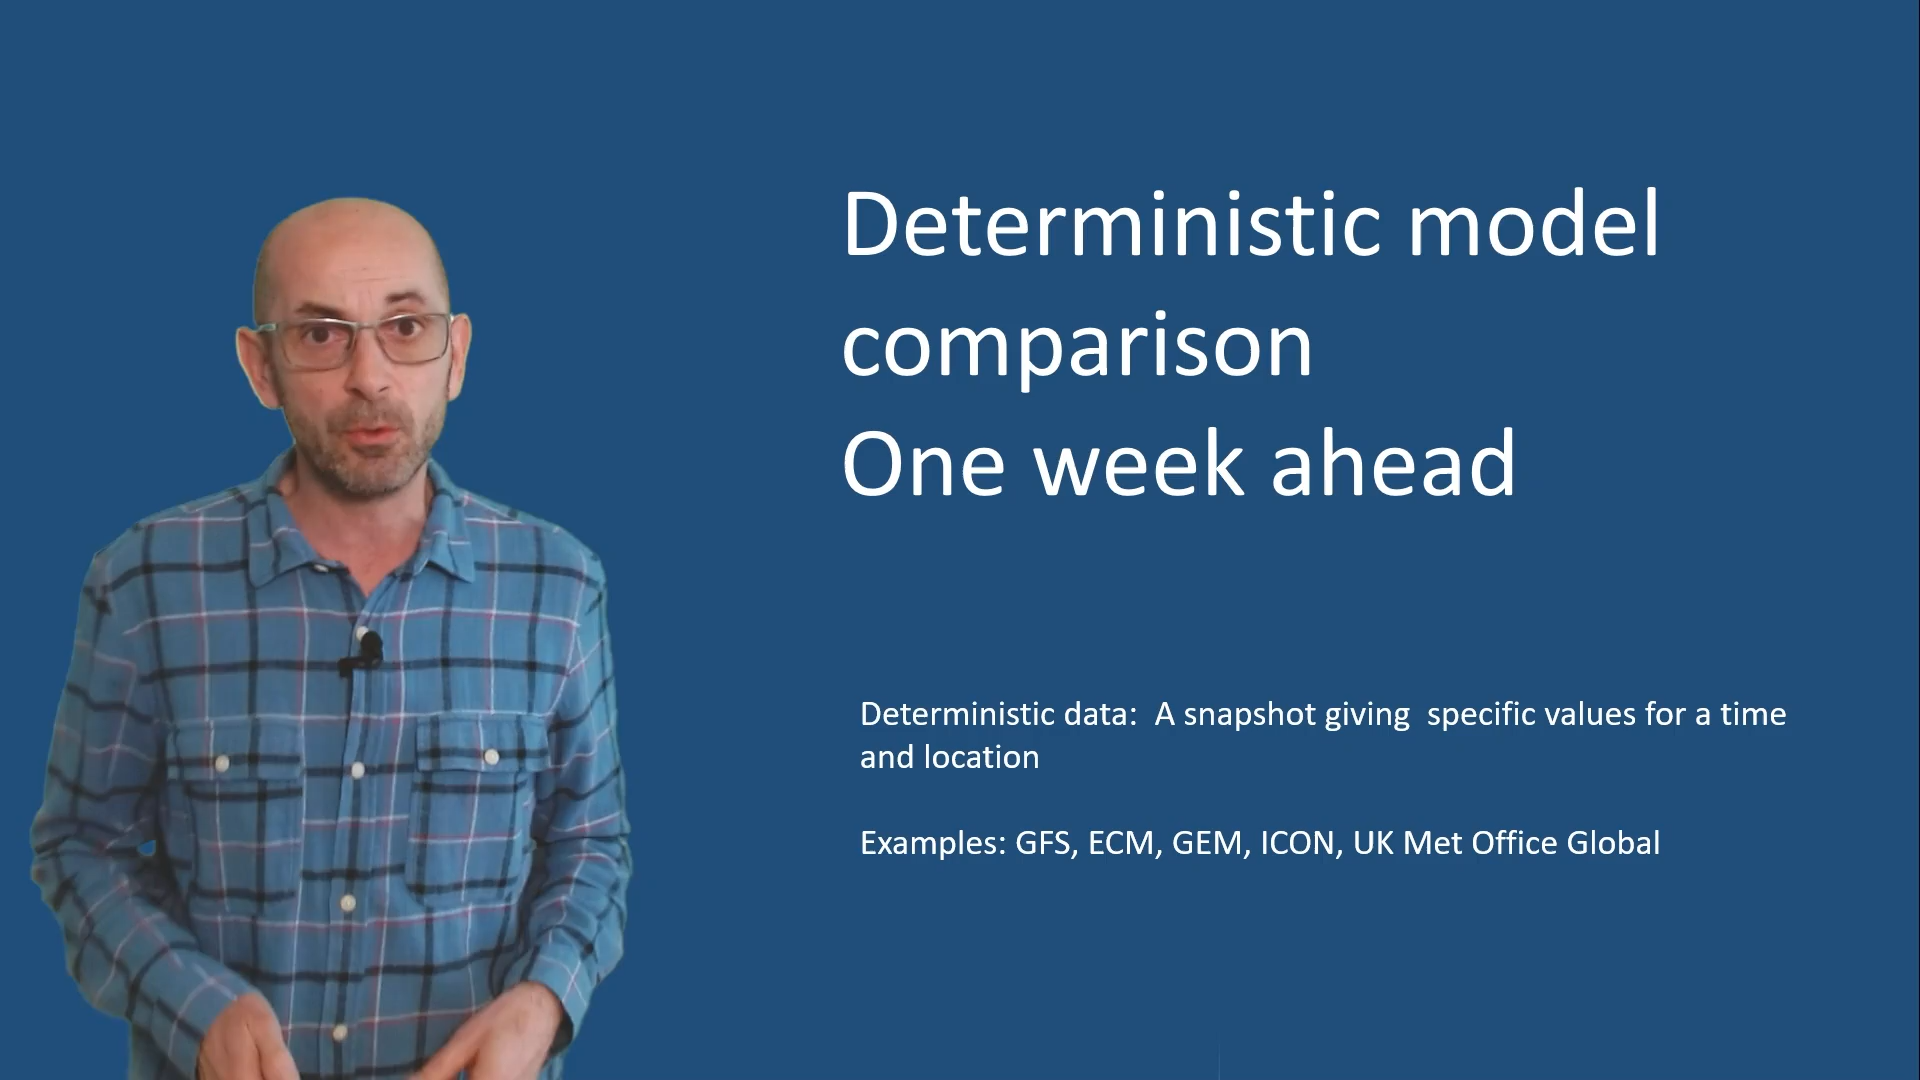 Deterministic model
comparison
One week ahead
Deterministic data:  A snapshot giving  specific values for a time
and location
Examples: GFS, ECM, GEM, ICON, UK Met Office Global